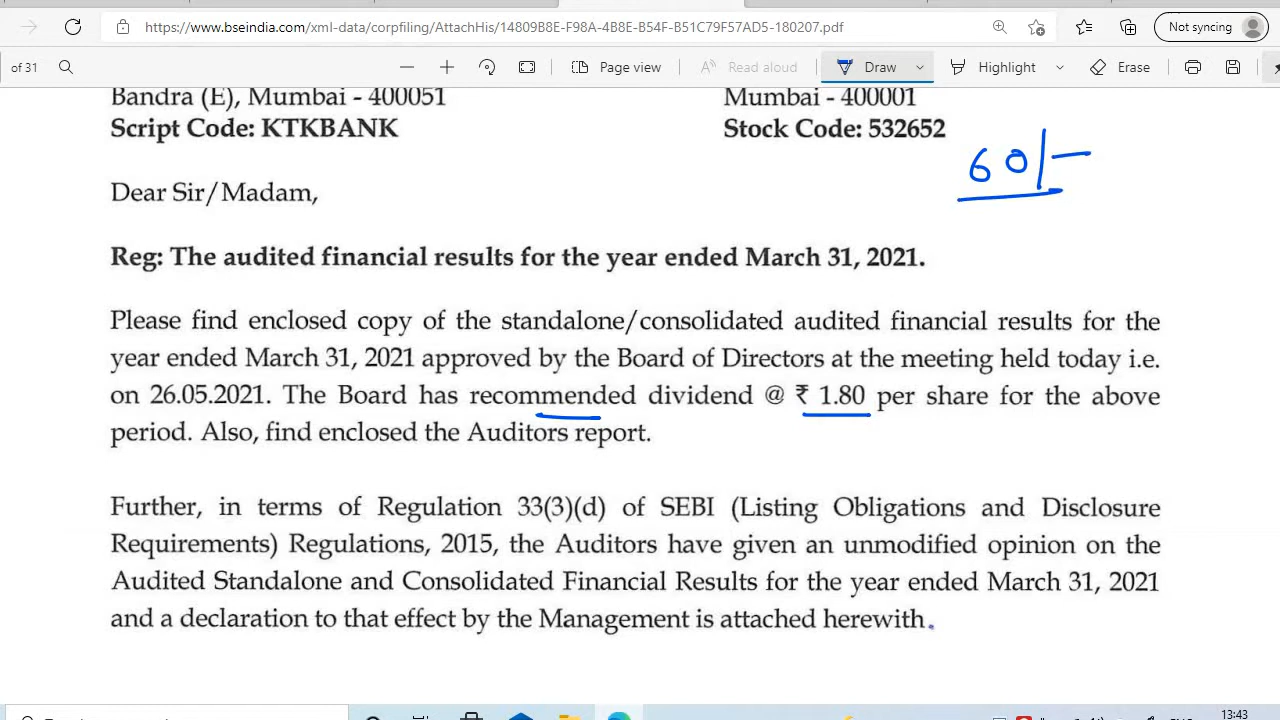 https://www.bseindia.com/xml-data/corpfiling/AttachHis/14809B8E-F98A-4B8E-B54F-B51C79F57AD5-180207.pdf
Not syncing
of 31
Page view
Read aloud
Draw
Highlight
Erase
Bandra (E), Mumbai - 400051
Mumbai - 400001
Script Code: KTKBANK
Stock Code: 532652
60/-
Dear Sir/Madam,
Reg: The audited financial results for the year ended March 31, 2021.
Please find enclosed copy of the standalone/consolidated audited financial results for the
year ended March 31, 2021 approved by the Board of Directors at the meeting held today i.e.
on 26.05.2021. The Board has recommended dividend @ ₹ 1.80 per share for the above
period. Also, find enclosed the Auditors report.
Further, in terms of Regulation 33(3)(d) of SEBI (Listing Obligations and Disclosure
Requirements) Regulations, 2015, the Auditors have given an unmodified opinion on the
Audited Standalone and Consolidated Financial Results for the year ended March 31, 2021
and a declaration to that effect by the Management is attached herewith.
13:43